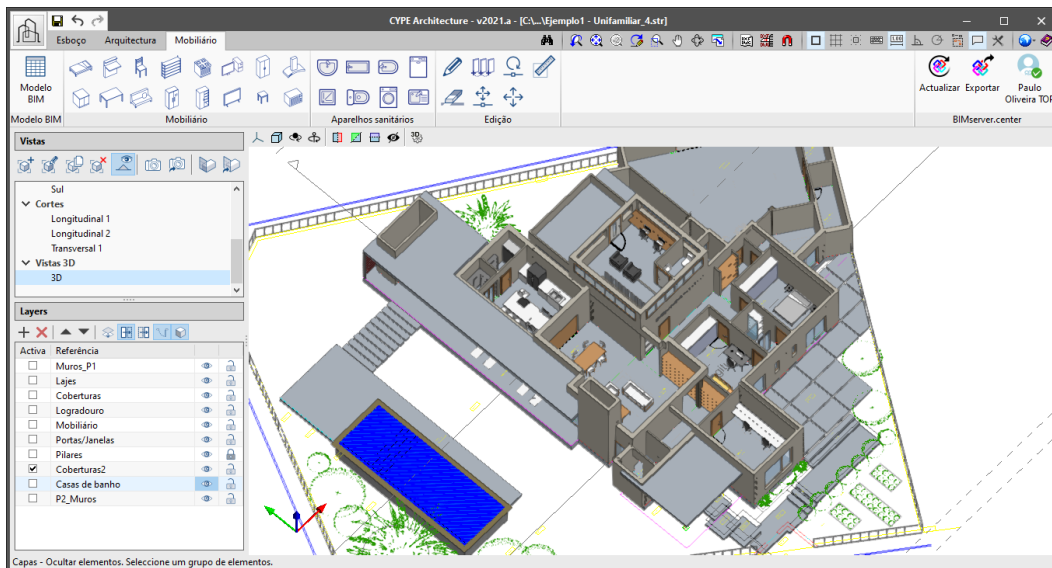 CYPE Architecture - v2021.a - [C:\...\Ejemplo1 - Unifamiliar_4.str]
Esboço Arquitectura Mobiliário
Modelo
BIM
Actualizar Exportar Paulo
Oliveira TOP
Modelo BIM Mobiliário Aparelhos sanitários Edição BIMserver.center
Vistas
Sul
Cortes
Longitudinal 1
Longitudinal 2
Transversal 1
Vistas 3D
3D
Layers
Activa Referência
Muros_P1
Lajes
Coberturas
Logradouro
Mobiliário
Portas/Janelas
Pilares
Coberturas2
Casas de banho
P2_Muros
Capas - Ocultar elementos. Seleccione um grupo de elementos.